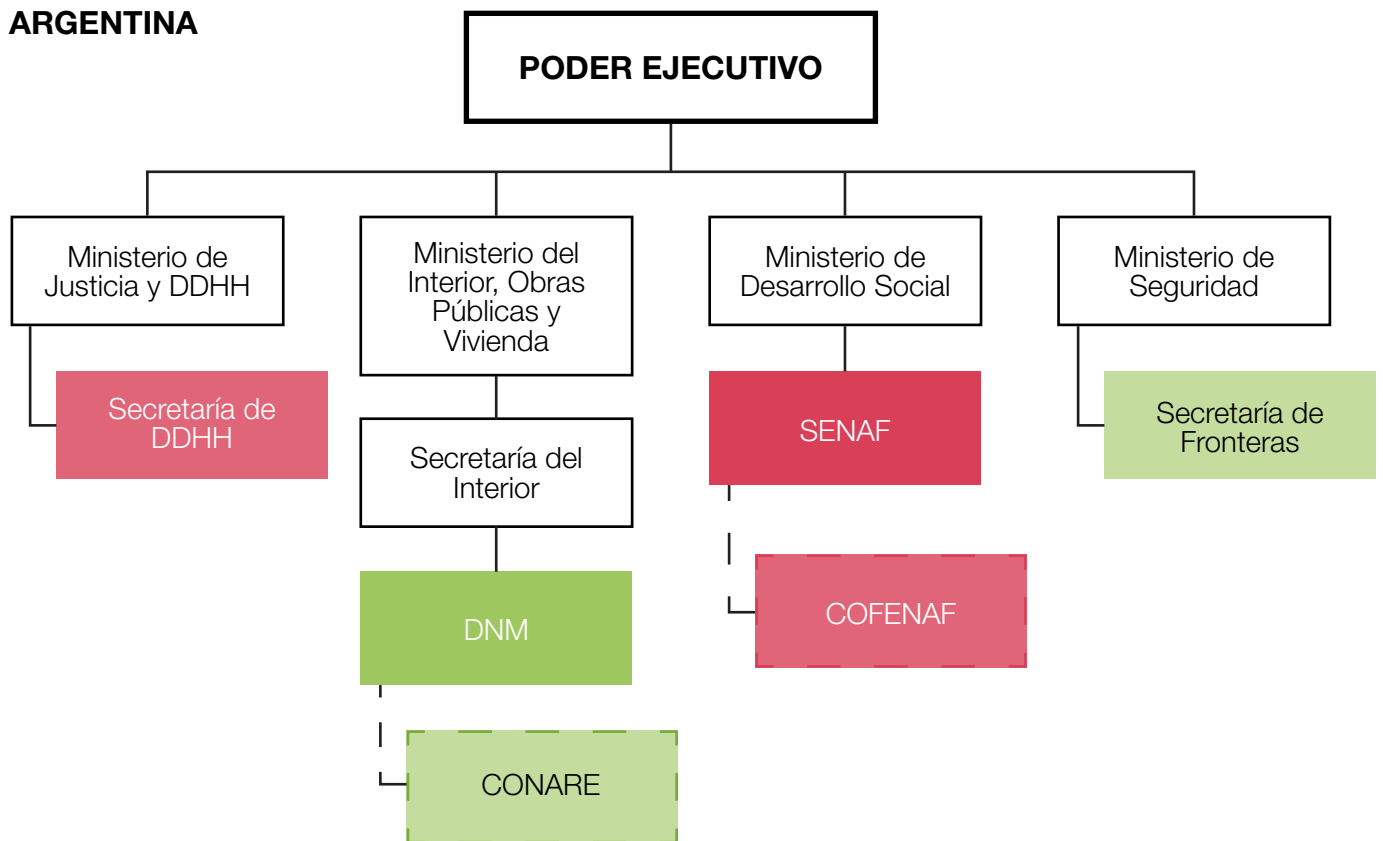 ARGENTINA
PODER EJECUTIVO
Ministerio de
Justicia y DDHH
Ministerio del
Interior, Obras
Públicas y
Vivienda
Ministerio de
Desarrollo Social
Ministerio de
Seguridad
Secretaría de
DDHH
Secretaría del
Interior
SENAF
Secretaría de
Fronteras
DNM
COFENAF
CONARE